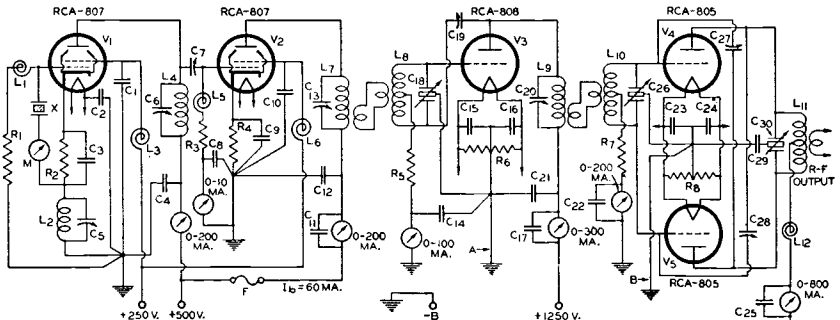 RCA-807
RCA-807
RCA-808
RCA-805
V1
V2
V3
V4
C19
C27
L1
C1
C2
L4
C7
C6
L5
C10
L7
C13
L8
C18
C15
C16
L9
C20
L10
C26
C23
C24
C30
L11
C29
R-F
OUTPUT
X
M
R1
R2
C3
L2
C5
L3
C4
R3
C8
R4
C9
L6
C12
R5
R6
C14
C21
R7
C22
R8
C28
V5
RCA-805
L12
0-10
MA.
0-200
MA.
C11
0-200
MA.
0-100
MA.
A
C17
0-300
MA.
0-200
MA.
B
0-800
MA.
C25
F
Ib = 60 MA.
+250 V.
+500 V.
-B
+1250 V.